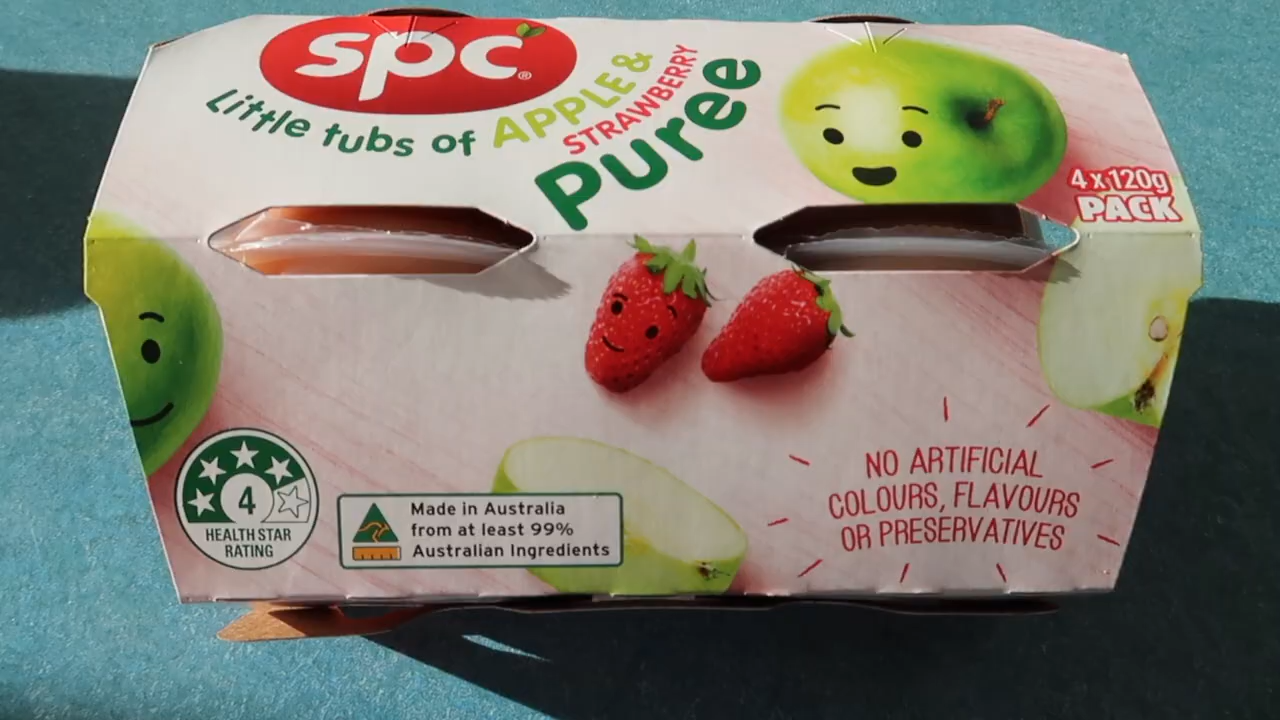 spc®
Little tubs of APPLE &
STRAWBERRY
Puree
4 x 120g
PACK
4
HEALTH STAR
RATING
Made in Australia
from at least 99%
Australian Ingredients
NO ARTIFICIAL
COLOURS, FLAVOURS
OR PRESERVATIVES